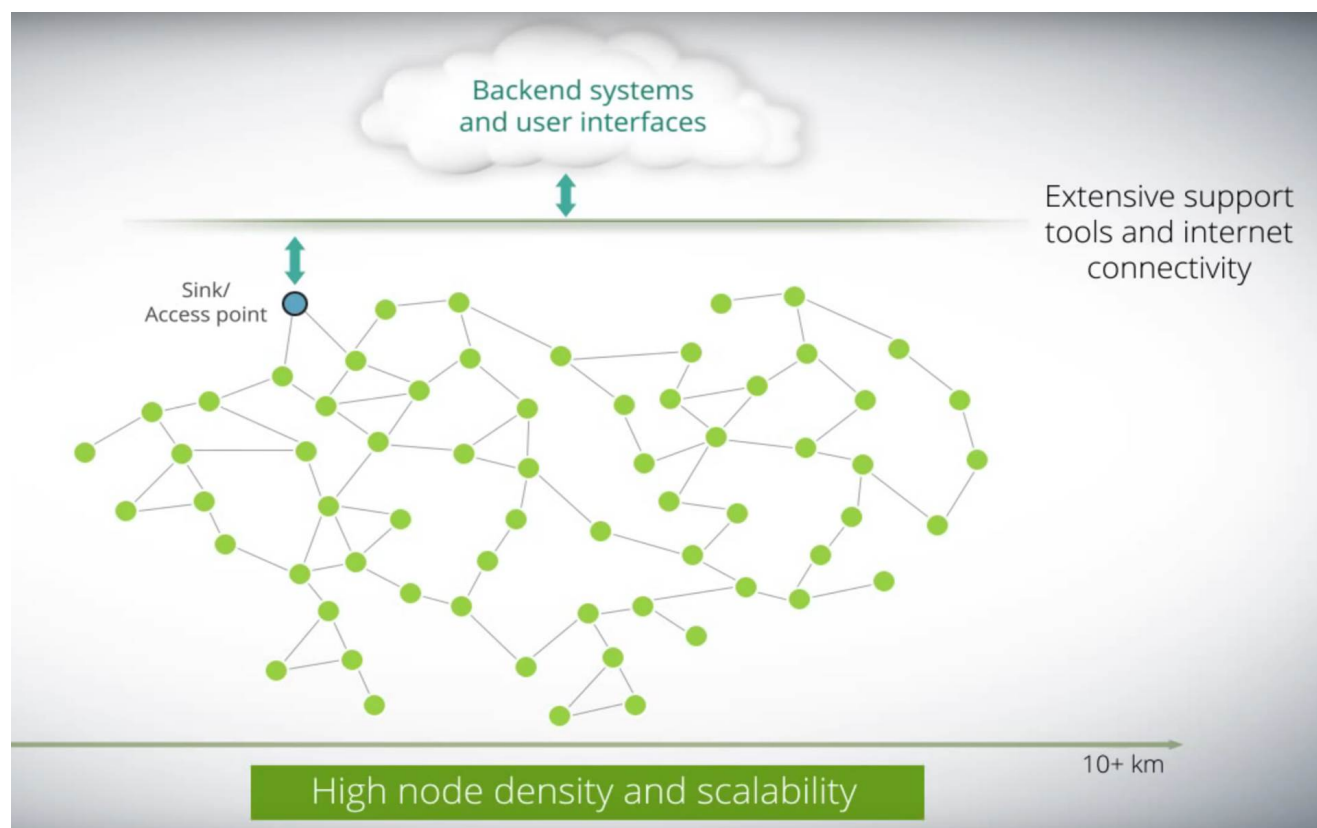 Backend systems
and user interfaces
Extensive support
tools and internet
connectivity
Sink/
Access point
10+ km
High node density and scalability